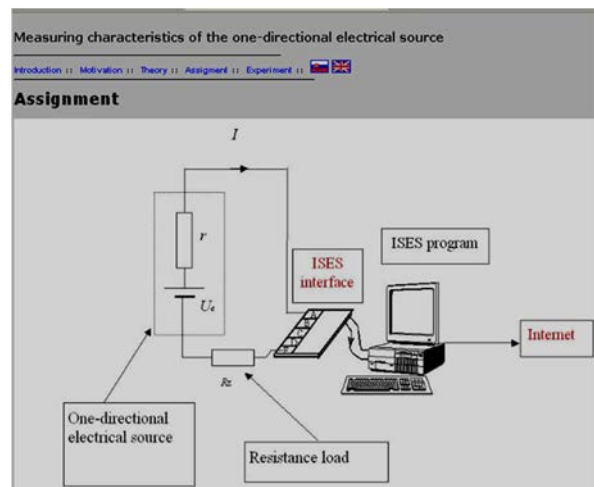 Measuring characteristics of the one-directional electrical source
Introduction :: Motivation :: Theory :: Assigment :: Experiment ::
Assignment
I
r
Ue
Rz
ISES
interface
ISES program
Internet
One-directional
electrical source
Resistance load